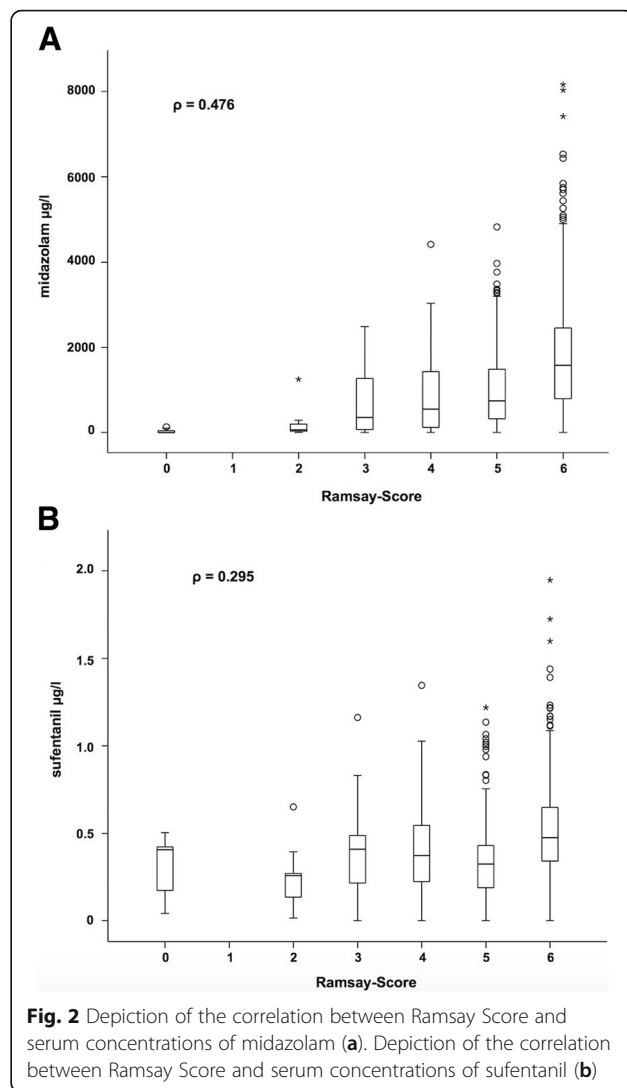 A
8000
ρ = 0.476
6000
midazolam µg/l
4000
2000
0
0 1 2 3 4 5 6
Ramsay-Score
B
2.0
ρ = 0.295
1.5
sufentanil µg/l
1.0
0.5
0
0 1 2 3 4 5 6
Ramsay-Score
Fig. 2 Depiction of the correlation between Ramsay Score and
serum concentrations of midazolam (a). Depiction of the correlation
between Ramsay Score and serum concentrations of sufentanil (b)